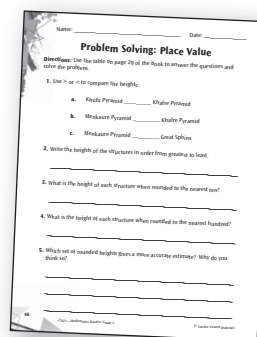 Name: ____________ Date: ____________
Problem Solving: Place Value
Directions: Use the table on page 29 of the book to answer the questions and
solve the problem.
1. Use > or < to compare the heights:
a. Khufu Pyramid ________ Khafre Pyramid
b. Menkaure Pyramid ________ Khafre Pyramid
c. Menkaure Pyramid ________ Great Sphinx
2. Write the heights of the structures in order from greatest to least.
3. What is the height of each structure when rounded to the nearest ten?
4. What is the height of each structure when rounded to the nearest hundred?
5. Which set of rounded heights gives a more accurate estimate? Why do you
think so?